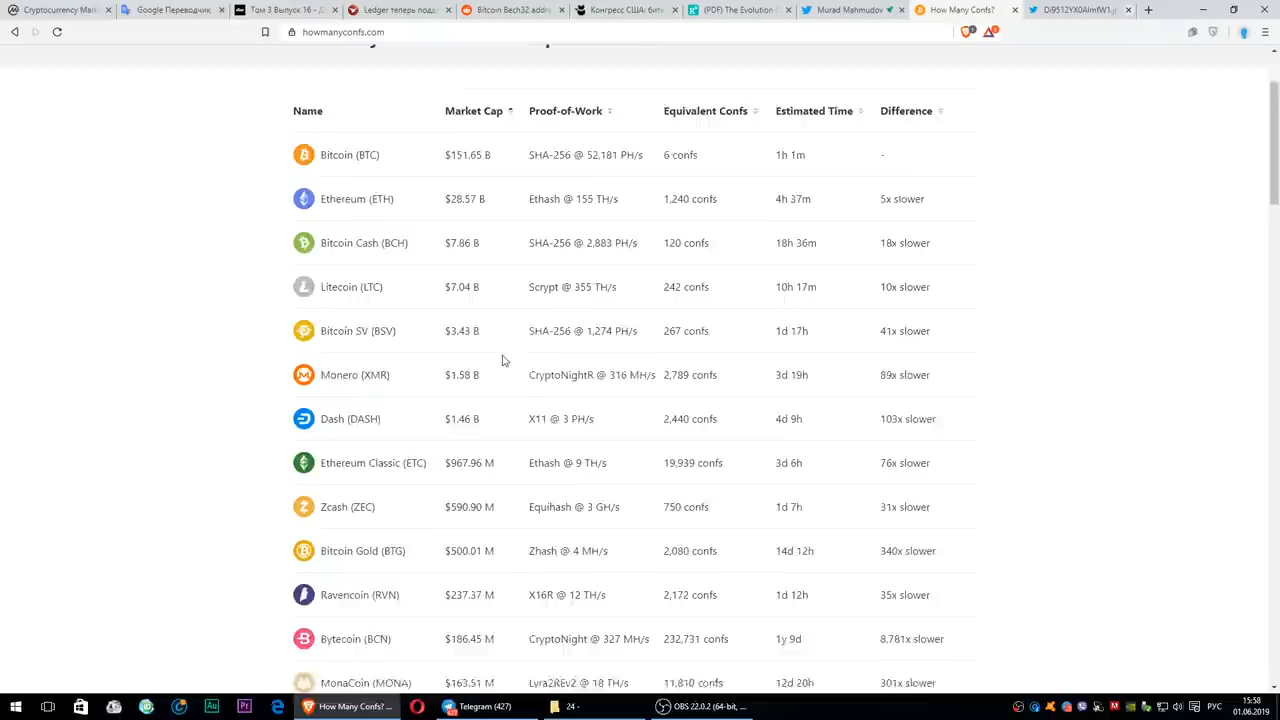 Cryptocurrency Market
Google Переводчик
Том 3 Выпуск 16 - Д
Ledger теперь подд
Bitcoin Bech32 addre
Конгресс США: бит
(PDF) The Evolution
Murad Mahmudov
How Many Confs?
Di9512YX0AImfW1.j
howmanyconfs.com
Name Market Cap Proof-of-Work Equivalent Confs Estimated Time Difference
Bitcoin (BTC) $151.65 B SHA-256 @ 52,181 PH/s 6 confs 1h 1m -
Ethereum (ETH) $28.57 B Ethash @ 155 TH/s 1,240 confs 4h 37m 5x slower
Bitcoin Cash (BCH) $7.86 B SHA-256 @ 2,883 PH/s 120 confs 18h 36m 18x slower
Litecoin (LTC) $7.04 B Scrypt @ 355 TH/s 242 confs 10h 17m 10x slower
Bitcoin SV (BSV) $3.43 B SHA-256 @ 1,274 PH/s 267 confs 1d 17h 41x slower
Monero (XMR) $1.58 B CryptoNightR @ 316 MH/s 2,789 confs 3d 19h 89x slower
Dash (DASH) $1.46 B X11 @ 3 PH/s 2,440 confs 4d 9h 103x slower
Ethereum Classic (ETC) $967.96 M Ethash @ 9 TH/s 19,939 confs 3d 6h 76x slower
Zcash (ZEC) $590.90 M Equihash @ 3 GH/s 750 confs 1d 7h 31x slower
Bitcoin Gold (BTG) $500.01 M Zhash @ 4 MH/s 2,080 confs 14d 12h 340x slower
Ravencoin (RVN) $237.37 M X16R @ 12 TH/s 2,172 confs 1d 12h 35x slower
Bytecoin (BCN) $186.45 M CryptoNight @ 327 MH/s 232,731 confs 1y 9d 8,781x slower
MonaCoin (MONA) $163.51 M Lyra2REv2 @ 18 TH/s 11,810 confs 12d 20h 301x slower
How Many Confs? ...
Telegram (427)
24 -
OBS 22.0.2 (64-bit, ...
РУС
15:58
01.06.2019